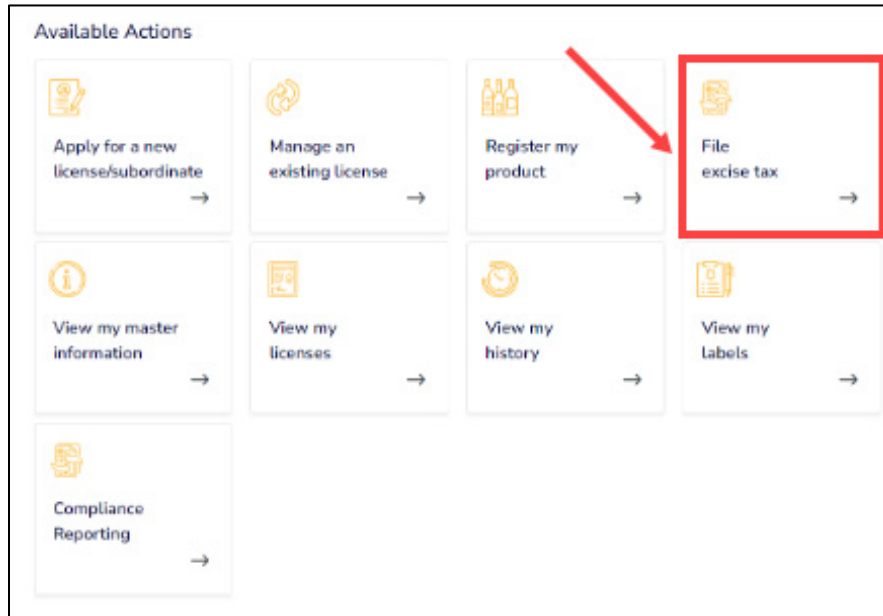 Available Actions
Apply for a new
license/subordinate
Manage an
existing license
Register my
product
File
excise tax
View my master
information
View my
licenses
View my
history
View my
labels
Compliance
Reporting